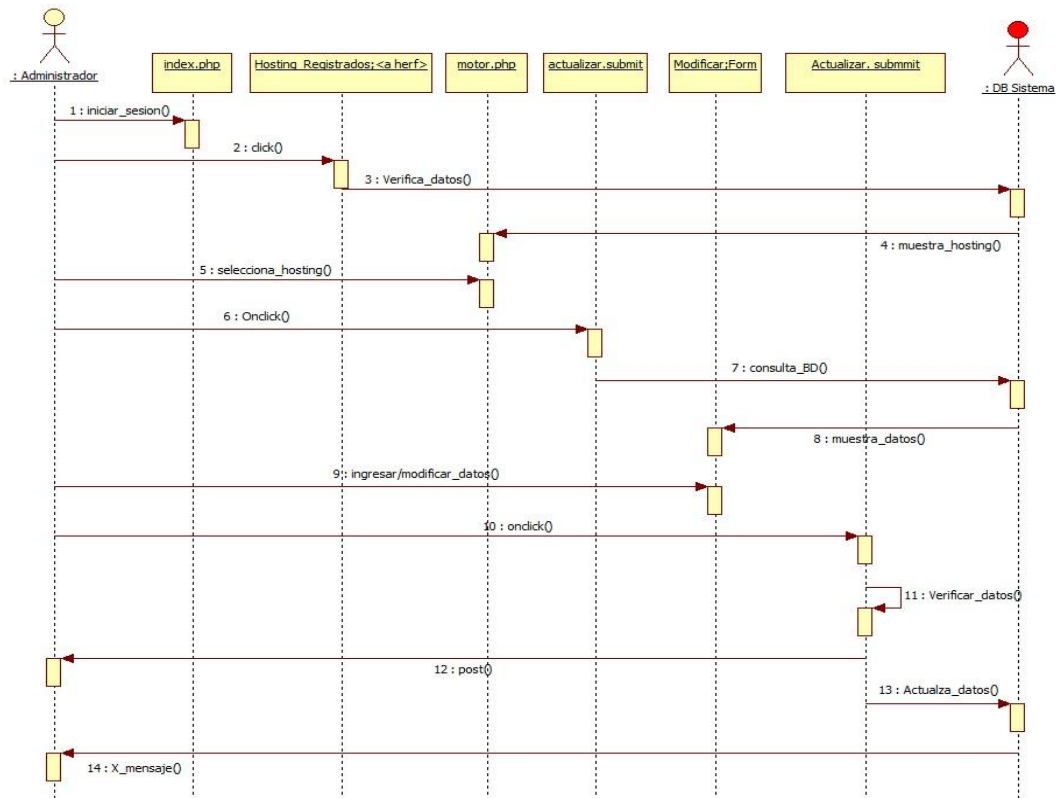 : Administrador
index.php
Hosting Registrados;<a herf>
motor.php
actualizar.submit
Modificar;Form
Actualizar. submmit
: DB Sistema
1 : iniciar_sesion()
2 : click()
3 : Verifica_datos()
4 : muestra_hosting()
5 : selecciona_hosting()
6 : Onclick()
7 : consulta_BD()
8 : muestra_datos()
9 : ingresar/modificar_datos()
10 : onclick()
11 : Verificar_datos()
12 : post()
13 : Actualza_datos()
14 : X_mensaje()